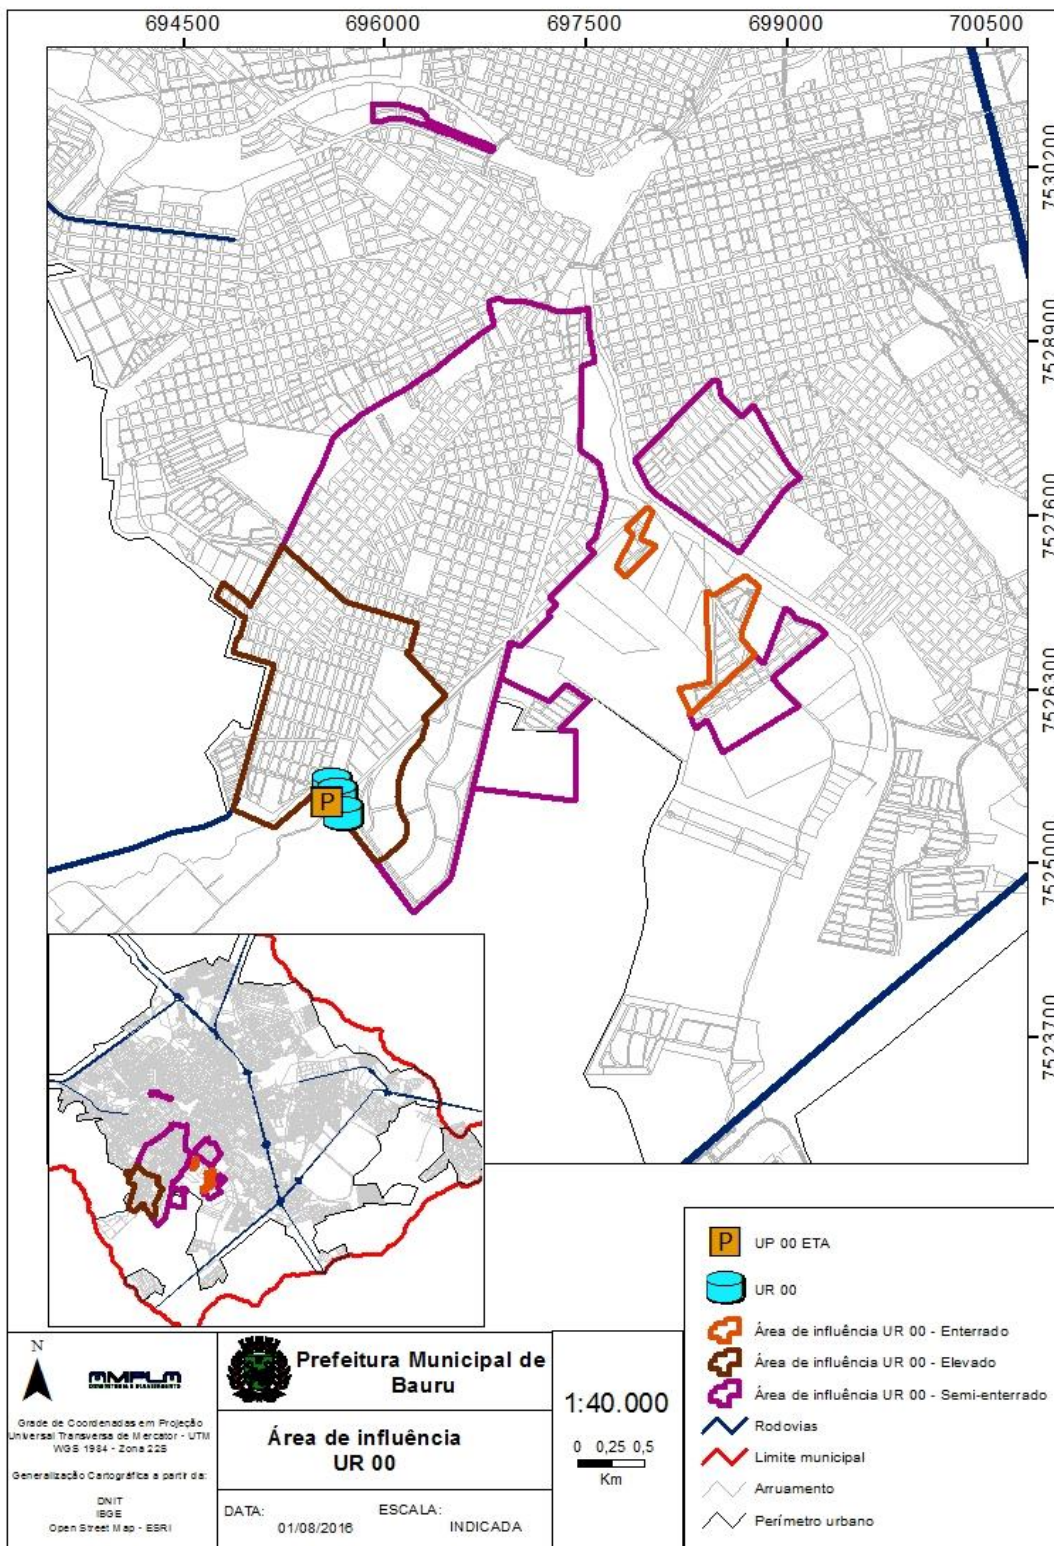 694500 696000 697500 699000 700500
7530200
7528900
7527600
7526300
7525000
7523700
P
P UP 00 ETA
UR 00
Área de influência UR 00 - Enterrado
Área de influência UR 00 - Elevado
Área de influência UR 00 - Semi-enterrado
Rodovias
Limite municipal
Arruamento
Perímetro urbano
N
MMPLM
Grade de Coordenadas em Projeção
Universal Transversa de Mercator - UTM
WGS 1984 - Zona 22S
Generalização Cartográfica a partir da:
DNIT
IBGE
Open Street Map - ESRI
Prefeitura Municipal de
Bauru
Área de influência
UR 00
DATA:
01/08/2016
ESCALA:
INDICADA
1:40.000
0 0,25 0,5
Km